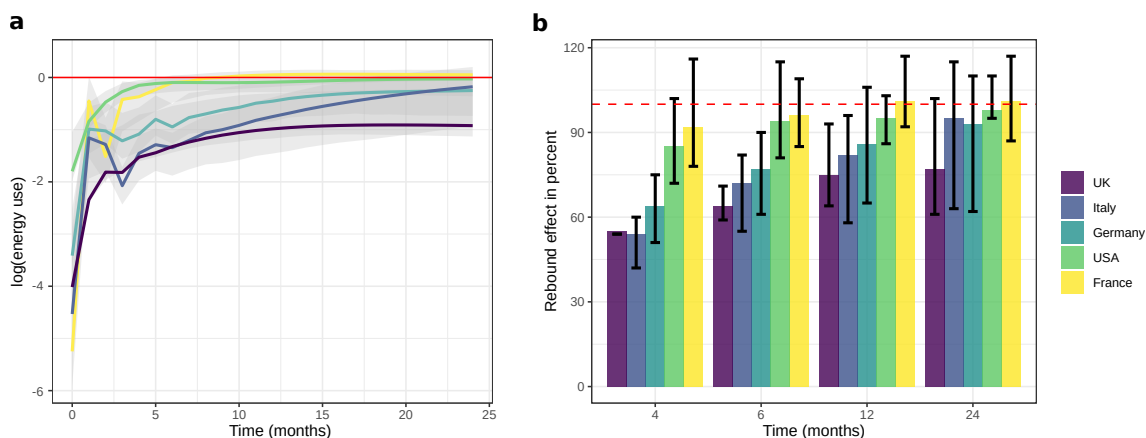 a
log(energy use)
0
-2
-4
-6
0
5
10
15
20
25
Time (months)
b
Rebound effect in percent
120
90
60
30
0
4
6
12
24
Time (months)
UK
Italy
Germany
USA
France